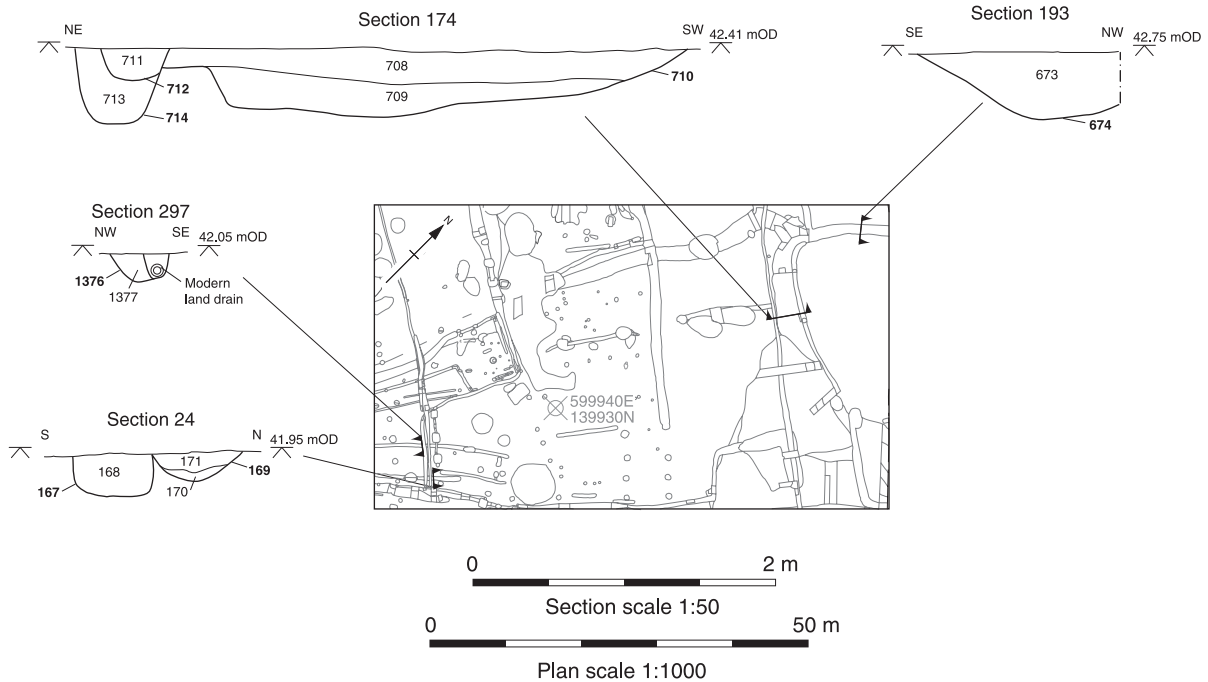 Section 174
NE
SW
42.41 mOD
711
708
712
710
713
709
714
Section 193
SE
NW
42.75 mOD
673
674
Section 297
NW
SE
42.05 mOD
1376
1377
Modern
land drain
N
599940E
139930N
Section 24
S
N
41.95 mOD
168
171
169
167
170
0
2 m
Section scale 1:50
0
50 m
Plan scale 1:1000